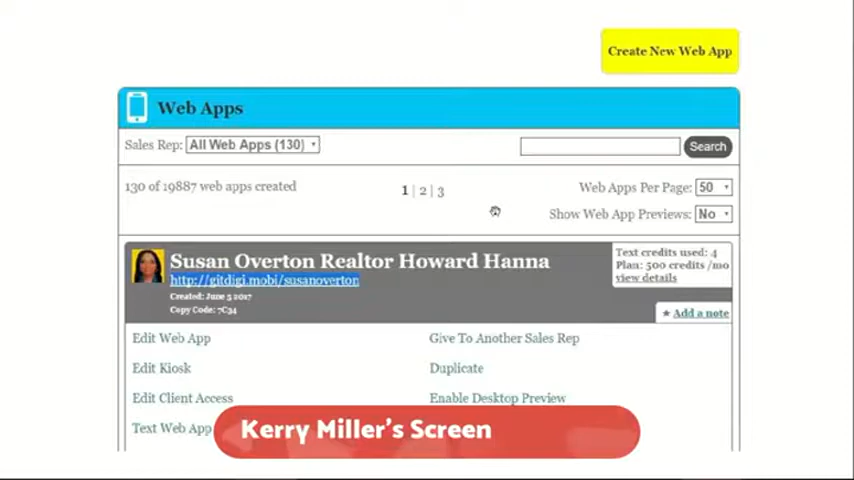 Create New Web App
Web Apps
Sales Rep: All Web Apps (130)
Search
130 of 19887 web apps created
1 | 2 | 3
Web Apps Per Page: 50
Show Web App Previews: No
Susan Overton Realtor Howard Hanna
http://gitdigi.mobi/susanoverton
Created: June 5 2017
Copy Code: 7C34
Text credits used: 4
Plan: 500 credits /mo
view details
★ Add a note
Edit Web App
Give To Another Sales Rep
Edit Kiosk
Duplicate
Edit Client Access
Enable Desktop Preview
Text Web App
Kerry Miller's Screen